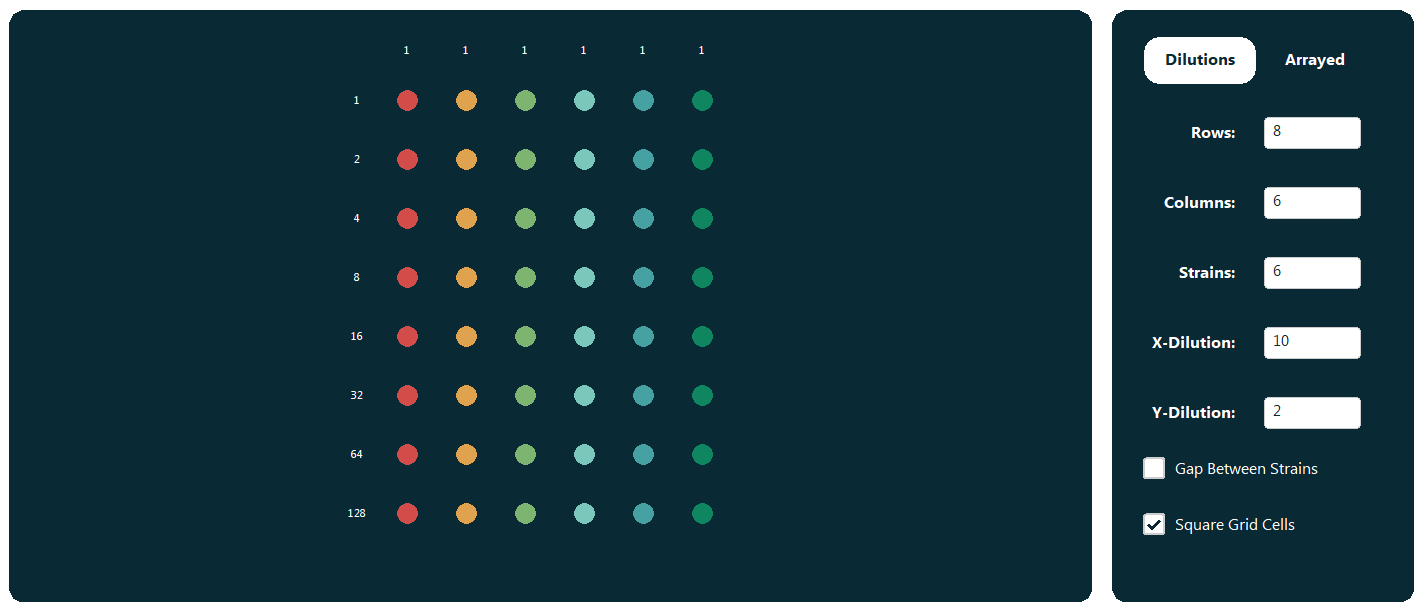 1 1 1 1 1 1
1
2
4
8
16
32
64
128
Dilutions Arrayed
Rows: 8
Columns: 6
Strains: 6
X-Dilution: 10
Y-Dilution: 2
Gap Between Strains
Square Grid Cells